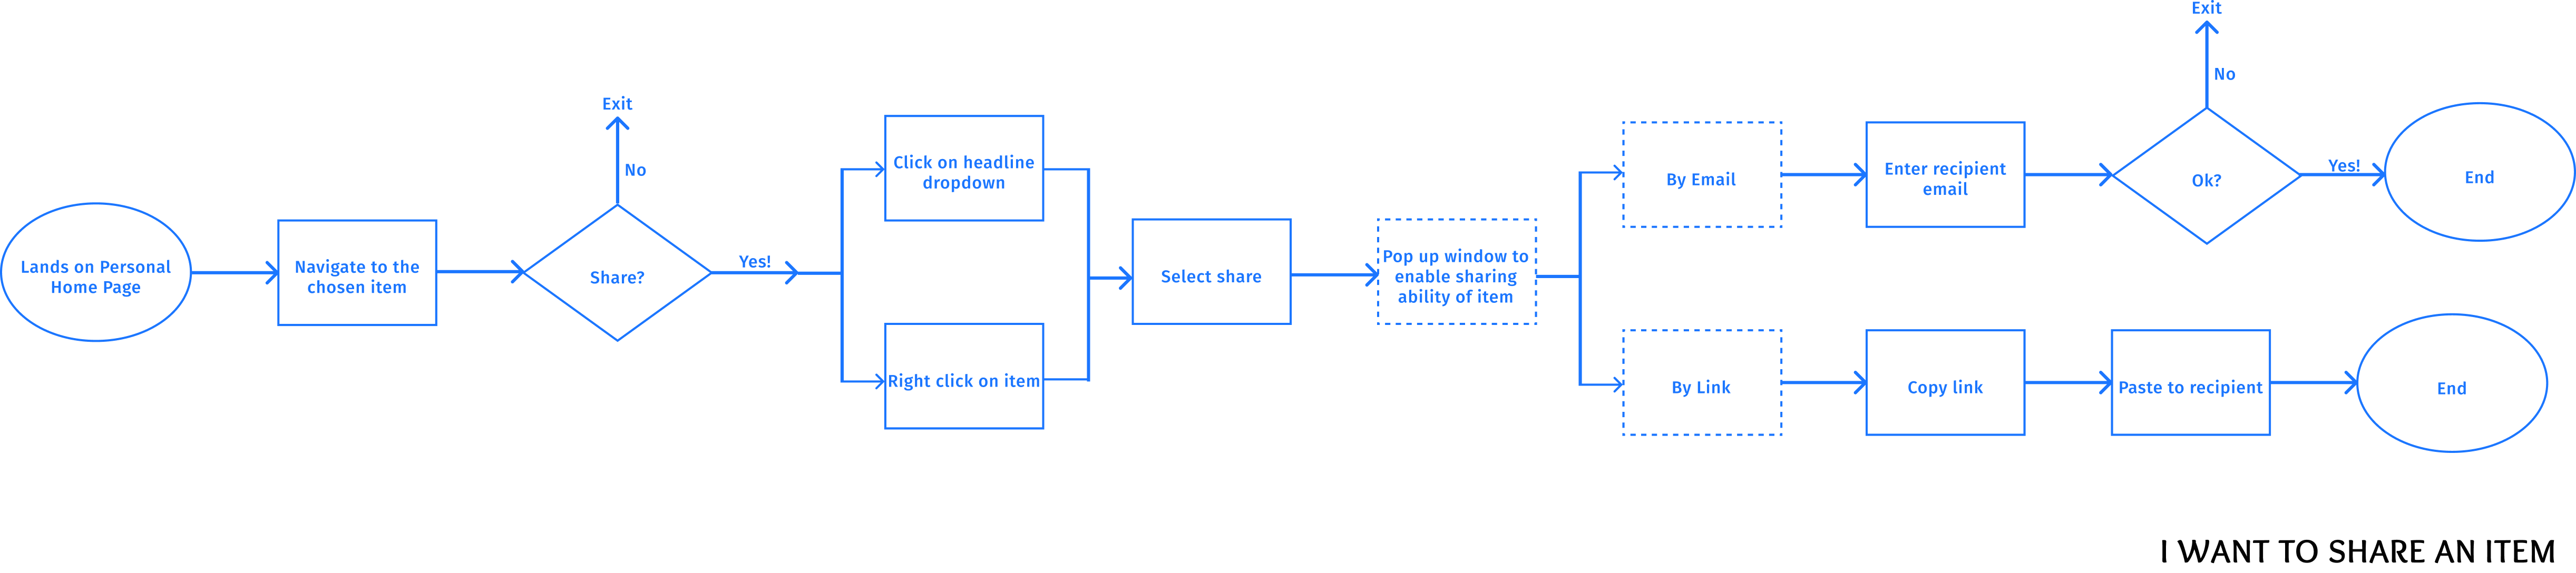 Lands on Personal
Home Page
Navigate to the
chosen item
Share?
No
Exit
Yes!
Click on headline
dropdown
Right click on item
Select share
Pop up window to
enable sharing
ability of item
By Email
Enter recipient
email
Ok?
No
Exit
Yes!
End
By Link
Copy link
Paste to recipient
End
I WANT TO SHARE AN ITEM